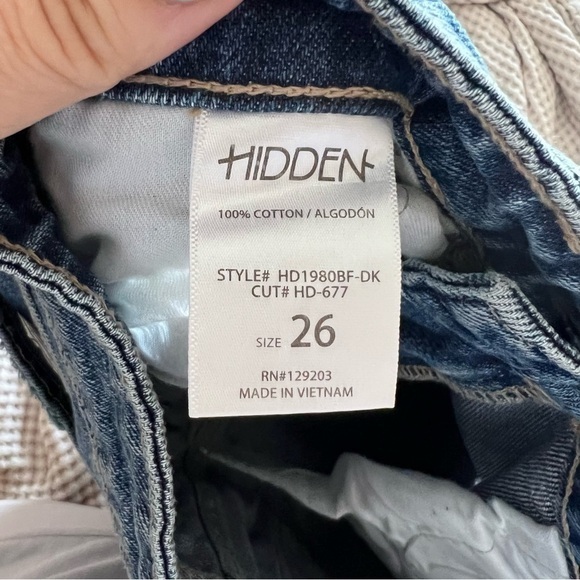 HIDDEN
100% COTTON / ALGODÓN
STYLE# HD1980BF-DK
CUT# HD-677
SIZE 26
RN#129203
MADE IN VIETNAM